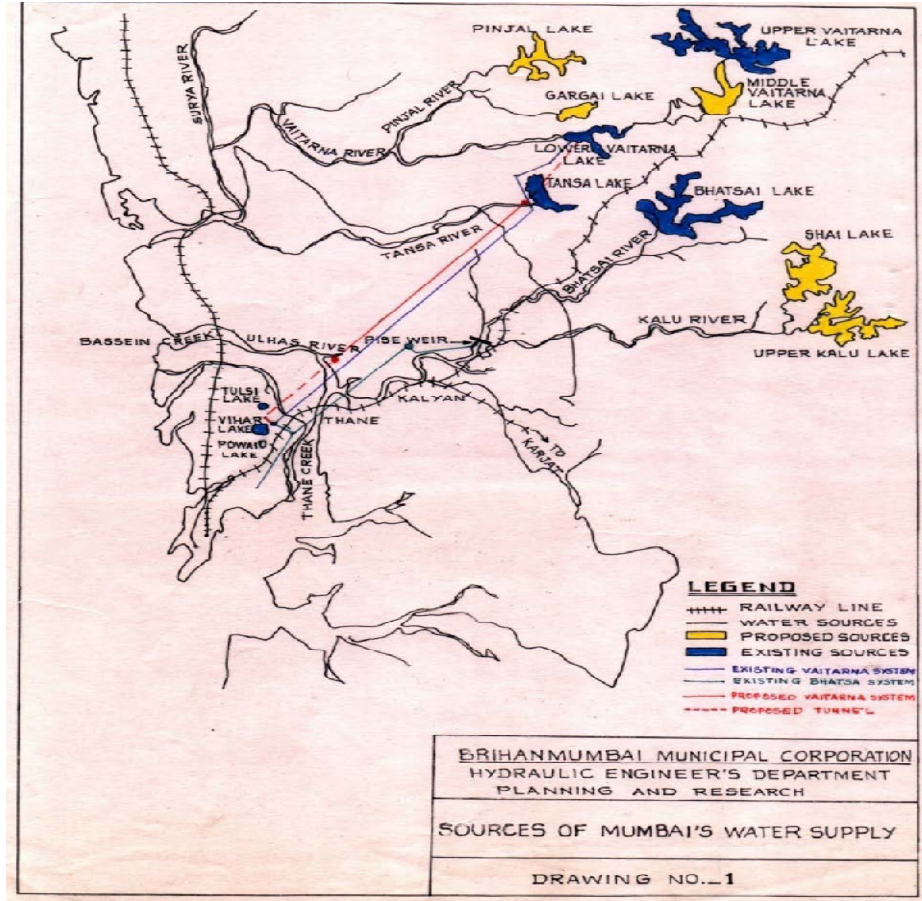 PINJAL LAKE
UPPER VAITARNA
LAKE
MIDDLE
VAITARNA
LAKE
GARGAI LAKE
SURYA RIVER
VAITARNA RIVER
PINJAL RIVER
LOWER VAITARNA
LAKE
TANSA LAKE
BHATSAI LAKE
TANSA RIVER
BHATSAI RIVER
SHAI LAKE
KALU RIVER
UPPER KALU LAKE
BASSEIN CREEK
ULHAS RIVER
PISE WEIR
TULSI
LAKE
VIHAR
LAKE
POWAI
LAKE
THANE
KALYAN
THANE CREEK
TO
KARJAT
LEGEND
RAILWAY LINE
WATER SOURCES
PROPOSED SOURCES
EXISTING SOURCES
EXISTING VAITARNA SYSTEM
EXISTING BHATSA SYSTEM
PROPOSED VAITARNA SYSTEM
PROPOSED TUNNEL
BRIHANMUMBAI MUNICIPAL CORPORATION
HYDRAULIC ENGINEER'S DEPARTMENT
PLANNING AND RESEARCH
SOURCES OF MUMBAI'S WATER SUPPLY
DRAWING NO._1